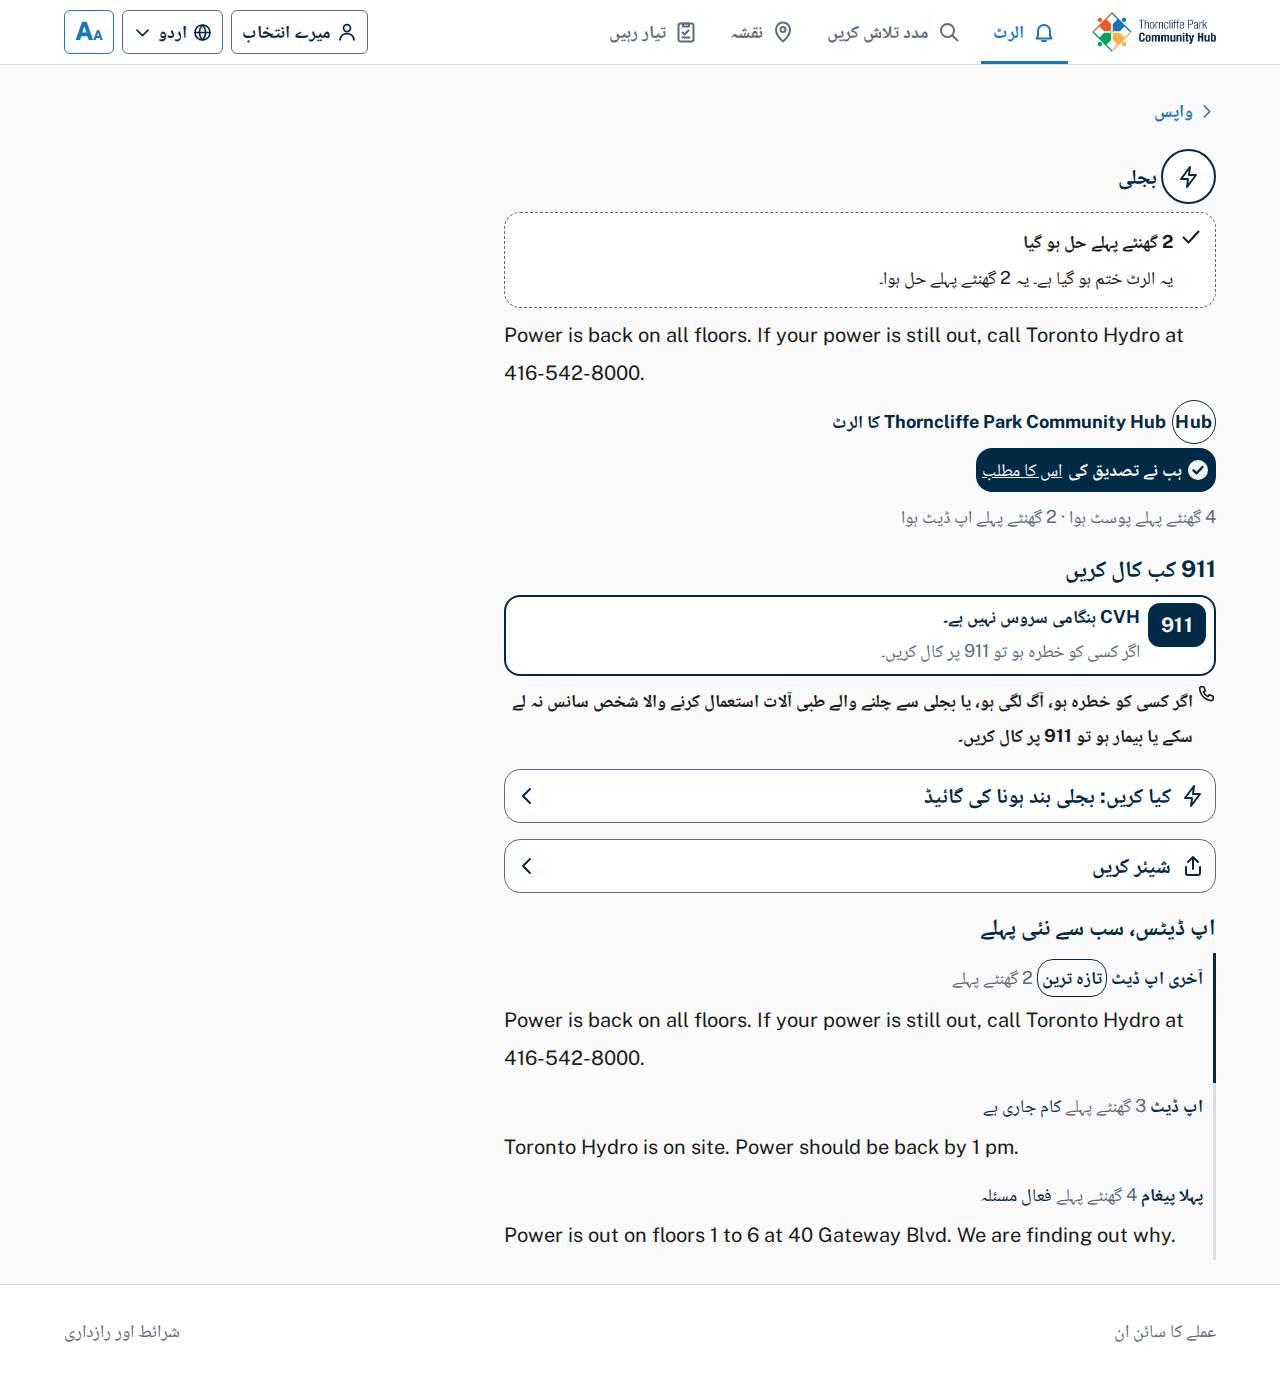 Thorncliffe Park
Community Hub
الرٹ
مدد تلاش کریں
نقشہ
تیار رہیں
میرے انتخاب
اردو
AA
واپس
بجلی
2 گھنٹے پہلے حل ہو گیا
یہ الرٹ ختم ہو گیا ہے۔ یہ 2 گھنٹے پہلے حل ہوا۔
Power is back on all floors. If your power is still out, call Toronto Hydro at
416-542-8000.
Hub Thorncliffe Park Community Hub کا الرٹ
ہب نے تصدیق کی اس کا مطلب
4 گھنٹے پہلے پوسٹ ہوا · 2 گھنٹے پہلے اپ ڈیٹ ہوا
911 کب کال کریں
911
CVH ہنگامی سروس نہیں ہے۔
اگر کسی کو خطرہ ہو تو 911 پر کال کریں۔
اگر کسی کو خطرہ ہو، آگ لگی ہو، یا بجلی سے چلنے والے طبی آلات استعمال کرنے والا شخص سانس نہ لے
سکے یا بیمار ہو تو 911 پر کال کریں۔
کیا کریں: بجلی بند ہونا کی گائیڈ
شیئر کریں
اپ ڈیٹس، سب سے نئی پہلے
آخری اپ ڈیٹ تازہ ترین 2 گھنٹے پہلے
Power is back on all floors. If your power is still out, call Toronto Hydro at
416-542-8000.
اپ ڈیٹ 3 گھنٹے پہلے کام جاری ہے
Toronto Hydro is on site. Power should be back by 1 pm.
پہلا پیغام 4 گھنٹے پہلے فعال مسئلہ
Power is out on floors 1 to 6 at 40 Gateway Blvd. We are finding out why.
عملے کا سائن ان
شرائط اور رازداری